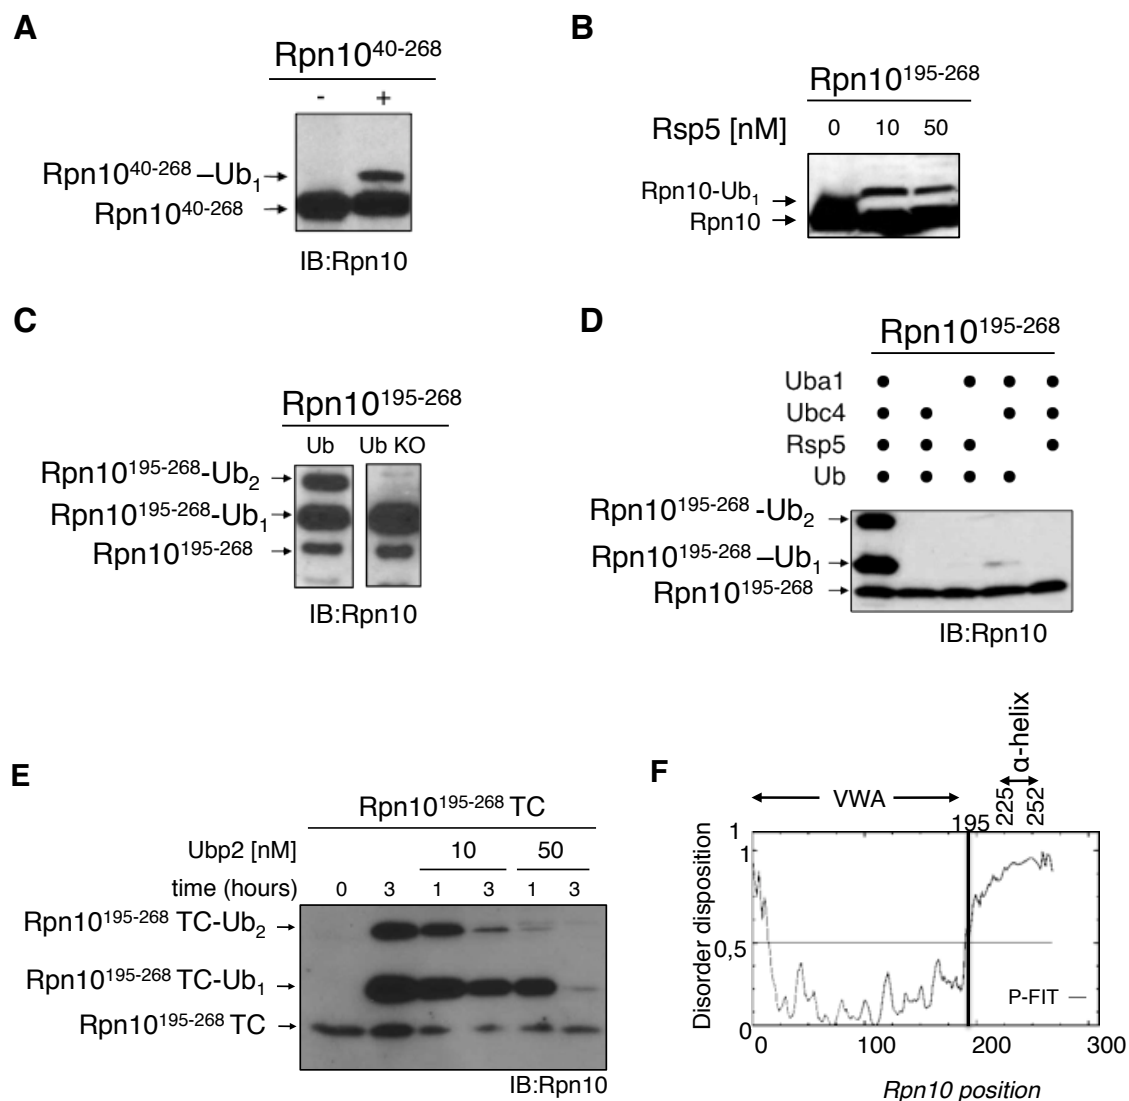 A
Rpn10⁴⁰⁻²⁶⁸
- +
Rpn10⁴⁰⁻²⁶⁸ –Ub₁
Rpn10⁴⁰⁻²⁶⁸
IB:Rpn10
B
Rpn10¹⁹⁵⁻²⁶⁸
Rsp5 [nM] 0 10 50
Rpn10-Ub₁
Rpn10
C
Rpn10¹⁹⁵⁻²⁶⁸
Ub Ub KO
Rpn10¹⁹⁵⁻²⁶⁸-Ub₂
Rpn10¹⁹⁵⁻²⁶⁸-Ub₁
Rpn10¹⁹⁵⁻²⁶⁸
IB:Rpn10
D
Rpn10¹⁹⁵⁻²⁶⁸
Uba1
Ubc4
Rsp5
Ub
Rpn10¹⁹⁵⁻²⁶⁸ -Ub₂
Rpn10¹⁹⁵⁻²⁶⁸ –Ub₁
Rpn10¹⁹⁵⁻²⁶⁸
IB:Rpn10
E
Rpn10¹⁹⁵⁻²⁶⁸ TC
Ubp2 [nM] 10 50
time (hours) 0 3 1 3 1 3
Rpn10¹⁹⁵⁻²⁶⁸ TC-Ub₂
Rpn10¹⁹⁵⁻²⁶⁸ TC-Ub₁
Rpn10¹⁹⁵⁻²⁶⁸ TC
IB:Rpn10
F
α-helix
VWA
195
225
252
Disorder disposition
1
1
0,5
0
P-FIT
0 100 200 300
Rpn10 position